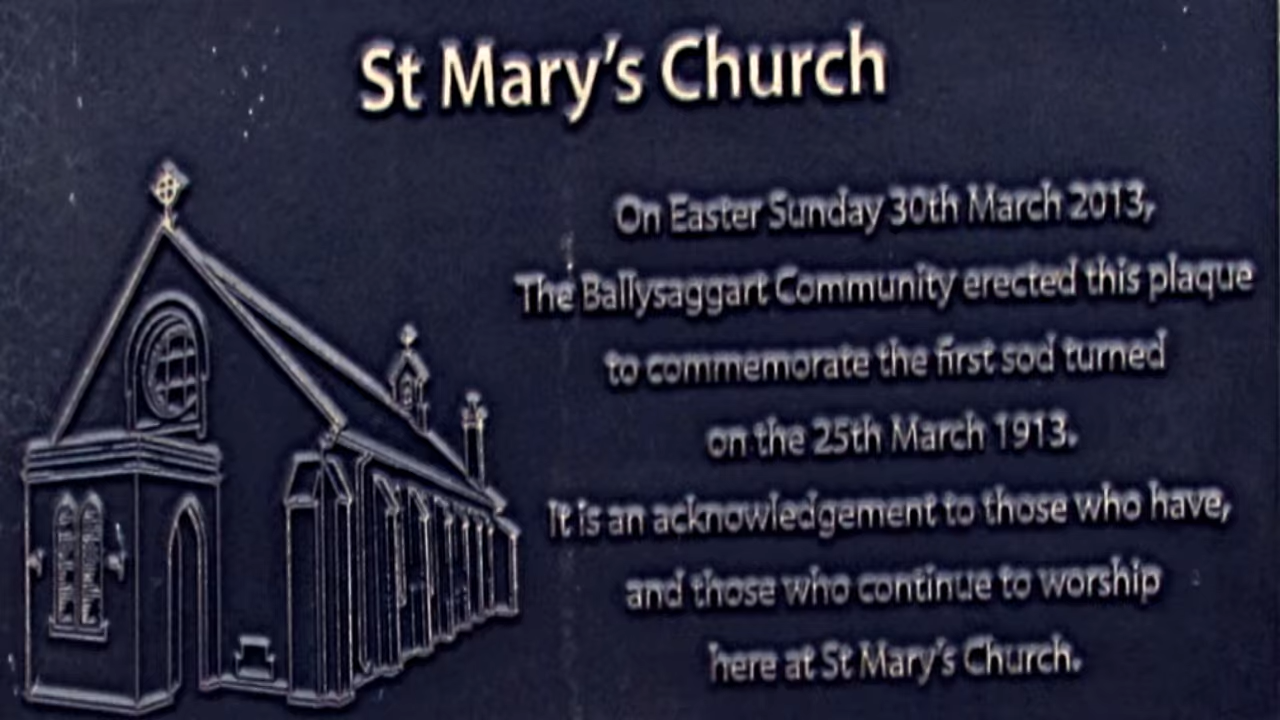 St Mary's Church
On Easter Sunday 30th March 2013,
The Ballysaggart Community erected this plaque
to commemorate the first sod turned
on the 25th March 1913.
It is an acknowledgement to those who have,
and those who continue to worship
here at St Mary's Church.